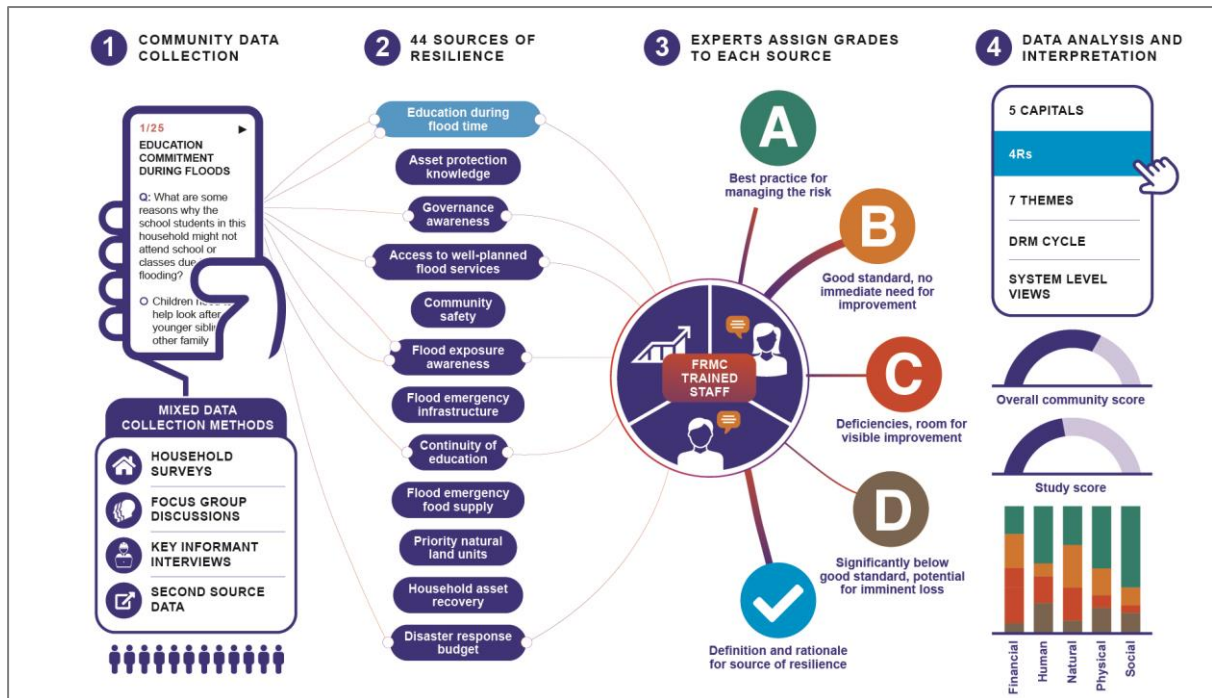 1 COMMUNITY DATA
COLLECTION
1/25
EDUCATION
COMMITMENT
DURING FLOODS
Q: What are some
reasons why the
school students in this
household might not
attend school or
classes due
flooding?
Children
help look after
younger
other family
MIXED DATA
COLLECTION METHODS
HOUSEHOLD
SURVEYS
FOCUS GROUP
DISCUSSIONS
KEY INFORMANT
INTERVIEWS
SECOND SOURCE
DATA
2 44 SOURCES OF
RESILIENCE
Education during
flood time
Asset protection
knowledge
Governance
awareness
Access to well-planned
flood services
Community
safety
Flood exposure
awareness
Flood emergency
infrastructure
Continuity of
education
Flood emergency
food supply
Priority natural
land units
Household asset
recovery
Disaster response
budget
3 EXPERTS ASSIGN GRADES
TO EACH SOURCE
FRMC
TRAINED
STAFF
A
Best practice for
managing the risk
B
Good standard, no
immediate need for
improvement
C
Deficiencies, room for
visible improvement
D
Significantly below
good standard, potential
for imminent loss
Definition and rationale
for source of resilience
4 DATA ANALYSIS AND
INTERPRETATION
5 CAPITALS
4Rs
7 THEMES
DRM CYCLE
SYSTEM LEVEL
VIEWS
Overall community score
Study score
Financial
Human
Natural
Physical
Social